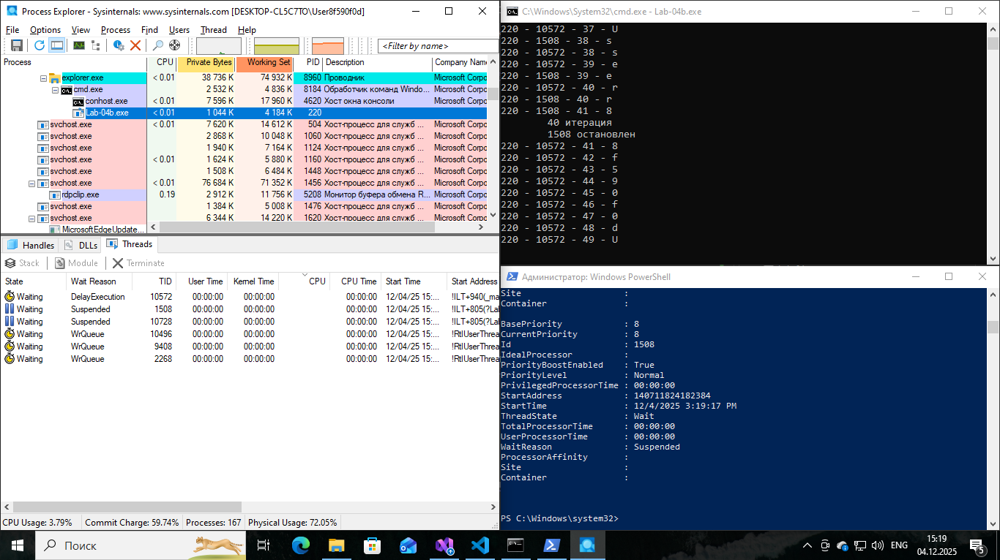 Process Explorer - Sysinternals: www.sysinternals.com [DESKTOP-CL5C7TO\User8f590f0d]
File Options View Process Find Users Thread Help
<Filter by name>
Process CPU Private Bytes Working Set PID Description Company Name
explorer.exe < 0.01 38 736 K 74 932 K 8960 Проводник Microsoft Corpo
cmd.exe 2 532 K 4 836 K 8184 Обработчик команд Windo... Microsoft Corpo
conhost.exe < 0.01 7 596 K 17 960 K 4620 Хост окна консоли Microsoft Corpo
Lab-04b.exe < 0.01 1 044 K 4 184 K 220
svchost.exe < 0.01 7 620 K 14 612 K 504 Хост-процесс для служб ... Microsoft Corpo
svchost.exe 2 868 K 10 048 K 1060 Хост-процесс для служб ... Microsoft Corpo
svchost.exe 1 940 K 7 164 K 1124 Хост-процесс для служб ... Microsoft Corpo
svchost.exe < 0.01 1 624 K 5 880 K 1160 Хост-процесс для служб ... Microsoft Corpo
svchost.exe 1 508 K 6 484 K 1448 Хост-процесс для служб ... Microsoft Corpo
svchost.exe < 0.01 76 684 K 71 352 K 1456 Хост-процесс для служб ... Microsoft Corpo
rdpclip.exe 0.19 2 912 K 11 756 K 5208 Монитор буфера обмена R... Microsoft Corpo
svchost.exe 1 384 K 5 008 K 1476 Хост-процесс для служб ... Microsoft Corpo
svchost.exe 6 344 K 14 220 K 1620 Хост-процесс для служб ... Microsoft Corpo
MicrosoftEdgeUpdate...
Handles DLLs Threads
Stack Module Terminate
State Wait Reason TID User Time Kernel Time CPU CPU Time Start Time Start Address
Waiting DelayExecution 10572 00:00:00 00:00:00 00:00:00 12/04/25 15:... !ILT+940(_ma
Waiting Suspended 1508 00:00:00 00:00:00 00:00:00 12/04/25 15:... !ILT+805(?Lal
Waiting Suspended 10728 00:00:00 00:00:00 00:00:00 12/04/25 15:... !ILT+805(?Lal
Waiting WrQueue 10496 00:00:00 00:00:00 00:00:00 12/04/25 15:... !RtlUserThrea
Waiting WrQueue 9408 00:00:00 00:00:00 00:00:00 12/04/25 15:... !RtlUserThrea
Waiting WrQueue 2268 00:00:00 00:00:00 00:00:00 12/04/25 15:... !RtlUserThrea
CPU Usage: 3.79% Commit Charge: 59.74% Processes: 167 Physical Usage: 72.05%
C:\Windows\System32\cmd.exe - Lab-04b.exe
220 - 10572 - 37 - U
220 - 1508 - 38 - s
220 - 10572 - 38 - s
220 - 10572 - 39 - e
220 - 1508 - 39 - e
220 - 10572 - 40 - r
220 - 1508 - 40 - r
220 - 1508 - 41 - 8
40 итерация
1508 остановлен
220 - 10572 - 41 - 8
220 - 10572 - 42 - f
220 - 10572 - 43 - 5
220 - 10572 - 44 - 9
220 - 10572 - 45 - 0
220 - 10572 - 46 - f
220 - 10572 - 47 - 0
220 - 10572 - 48 - d
220 - 10572 - 49 - U
Администратор: Windows PowerShell
Site :
Container :
BasePriority : 8
CurrentPriority : 8
Id : 1508
IdealProcessor :
PriorityBoostEnabled : True
PriorityLevel : Normal
PrivilegedProcessorTime : 00:00:00
StartAddress : 140711824182384
StartTime : 12/4/2025 3:19:17 PM
ThreadState : Wait
TotalProcessorTime : 00:00:00
UserProcessorTime : 00:00:00
WaitReason : Suspended
ProcessorAffinity :
Site :
Container :
PS C:\Windows\system32>
Поиск
ENG
15:19
04.12.2025
5